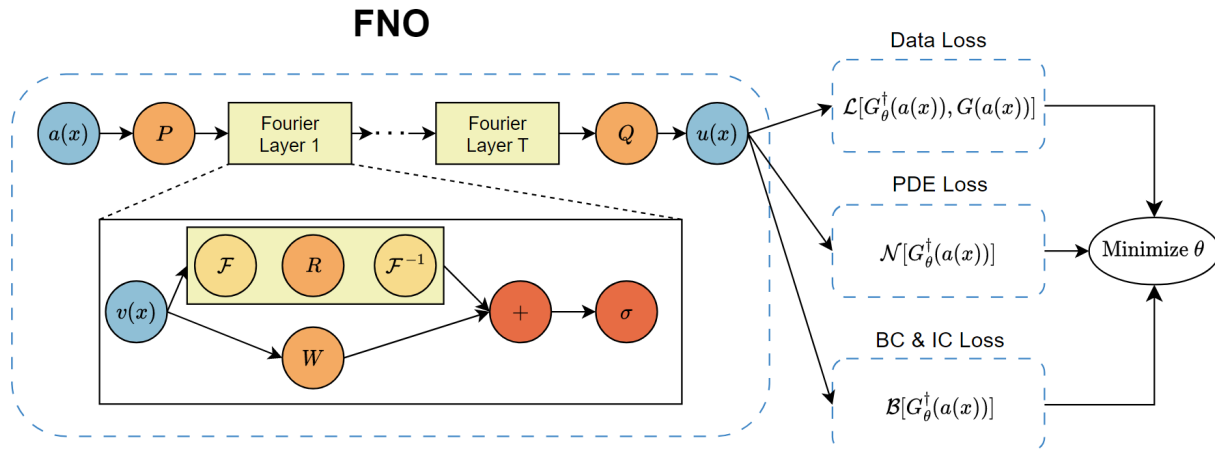 FNO
a(x)
P
Fourier
Layer 1
···
Fourier
Layer T
Q
u(x)
v(x)
𝓕
R
𝓕⁻¹
W
+
σ
Data Loss
𝓛[G_θ^†(a(x)), G(a(x))]
PDE Loss
𝓝[G_θ^†(a(x))]
BC & IC Loss
𝓑[G_θ^†(a(x))]
Minimize θ